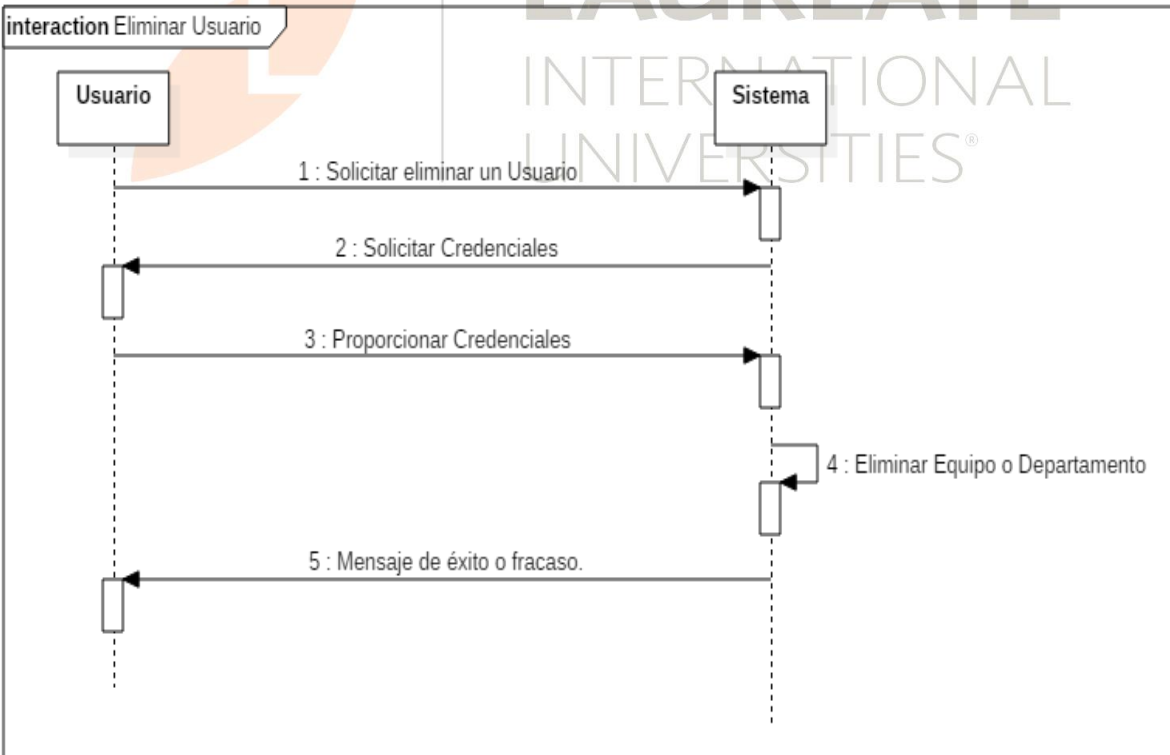 LAUREATE
interaction Eliminar Usuario
INTERNATIONAL
Usuario
Sistema
UNIVERSITIES®
1 : Solicitar eliminar un Usuario
2 : Solicitar Credenciales
3 : Proporcionar Credenciales
4 : Eliminar Equipo o Departamento
5 : Mensaje de éxito o fracaso.